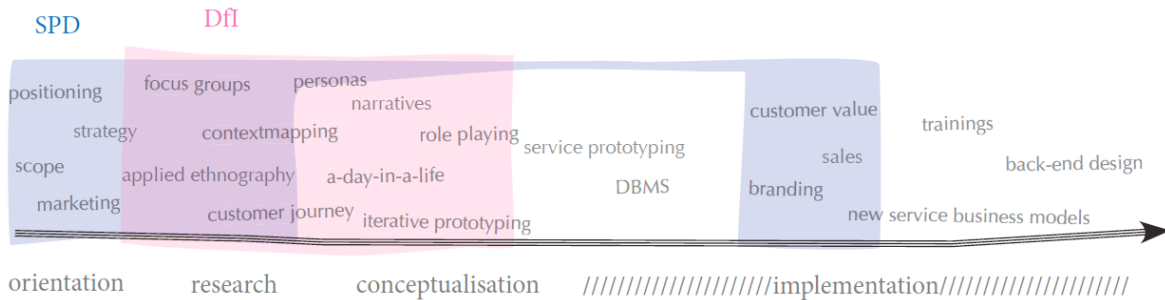 SPD
DfI
positioning
focus groups
personas
narratives
customer value
trainings
strategy
contextmapping
role playing
service prototyping
sales
back-end design
scope
applied ethnography
a-day-in-a-life
DBMS
branding
marketing
customer journey
iterative prototyping
new service business models
orientation
research
conceptualisation
/////////////////////implementation/////////////////////